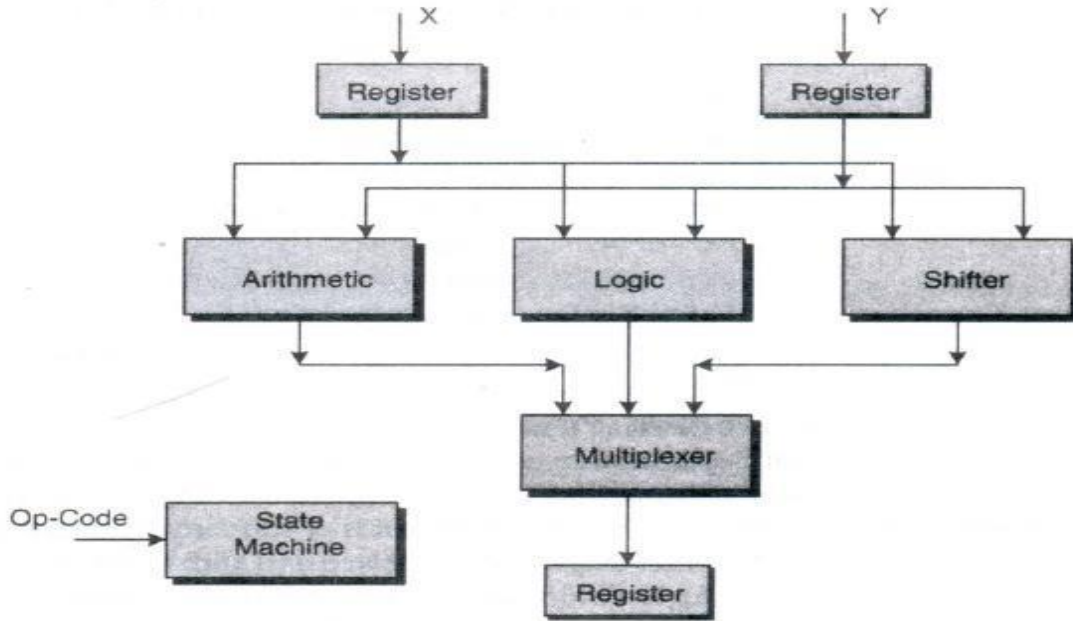 X
Y
Register
Register
Arithmetic
Logic
Shifter
Multiplexer
Op-Code
State
Machine
Register